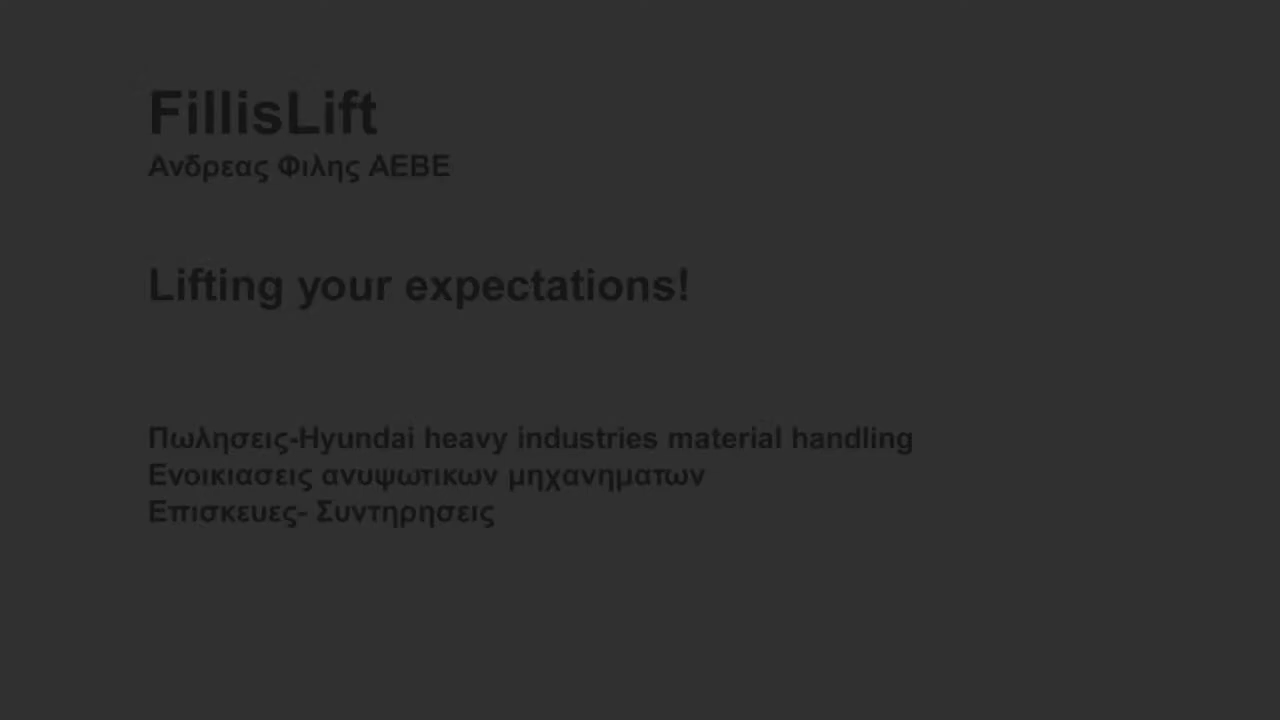 FillisLift
Ανδρεας Φιλης ΑΕΒΕ
Lifting your expectations!
Πωλησεις-Hyundai heavy industries material handling
Ενοικιασεις ανυψωτικων μηχανηματων
Επισκευες- Συντηρησεις